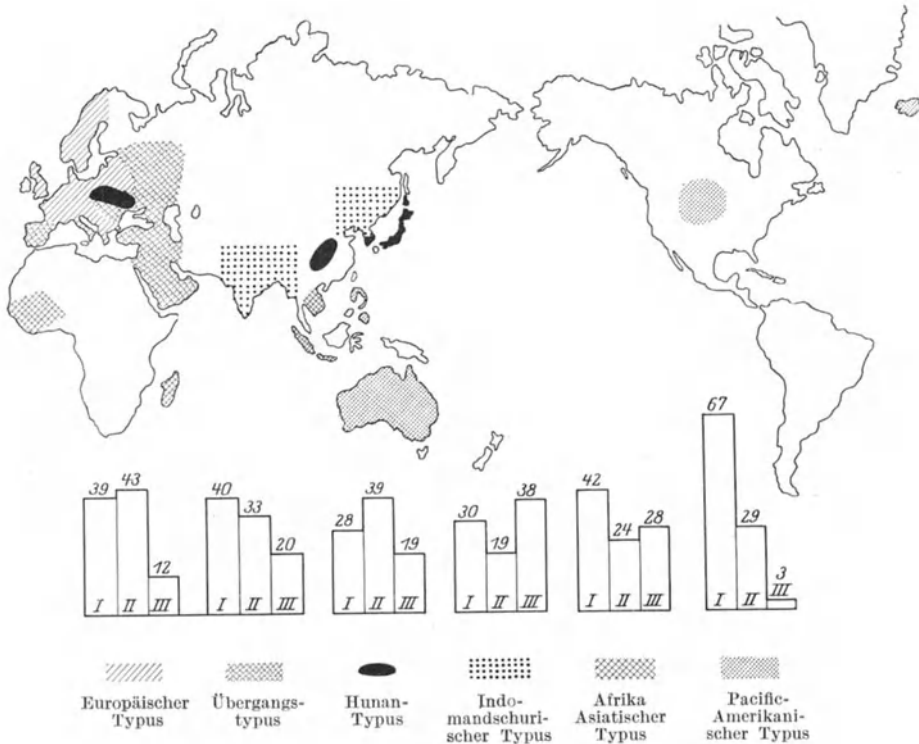 67
39 43 40 39 38 42
33 28 30 29
12 20 19 19 24 28 3
I II III I II III I II III I II III I II III I II III
Europäischer
Typus
Übergangs-
typus
Hunan-
Typus
Indo-
mandschuri-
scher Typus
Afrika
Asiatischer
Typus
Pacific-
Amerikani-
scher Typus